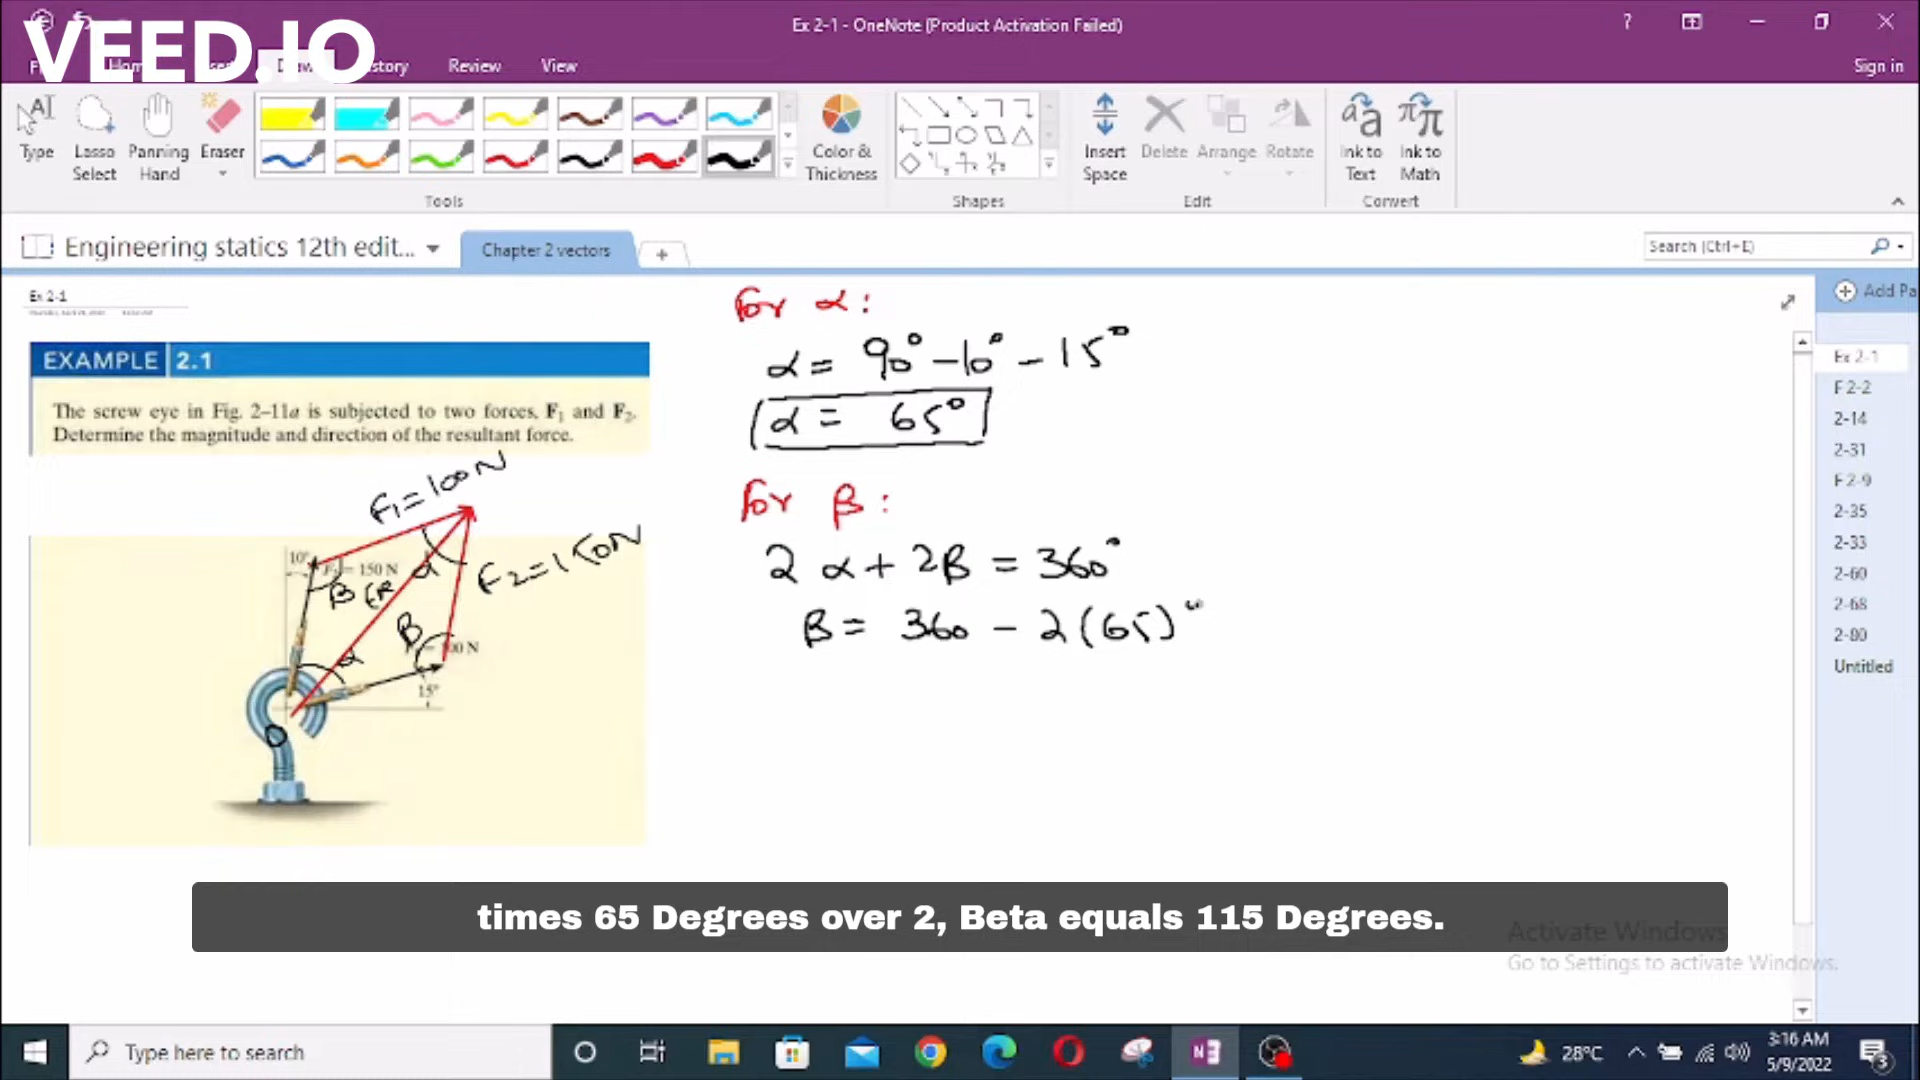 Ex 2-1 - OneNote (Product Activation Failed)
VEED.IO
Review
View
Sign in
Type
Lasso Select
Panning Hand
Eraser
Color & Thickness
Insert Space
Delete
Arrange
Rotate
Ink to Text
Ink to Math
Tools
Shapes
Edit
Convert
Engineering statics 12th edit...
Chapter 2 vectors
Search (Ctrl+E)
Ex 2-1
Add Pa
EXAMPLE 2.1
The screw eye in Fig. 2–11a is subjected to two forces, F₁ and F₂.
Determine the magnitude and direction of the resultant force.
F₁=100N
F₂=150N
10°
= 150 N
β
FR
α
β
00 N
α
15°
O
For α:
α = 90° - 10° - 15°
α = 65°
For β:
2 α + 2β = 360°
β = 360 - 2(65)°
Ex 2-1
F 2-2
2-14
2-31
F 2-9
2-35
2-33
2-60
2-68
2-80
Untitled
times 65 Degrees over 2, Beta equals 115 Degrees.
Activate Windows
Go to Settings to activate Windows.
Type here to search
28°C
3:16 AM
5/9/2022
3